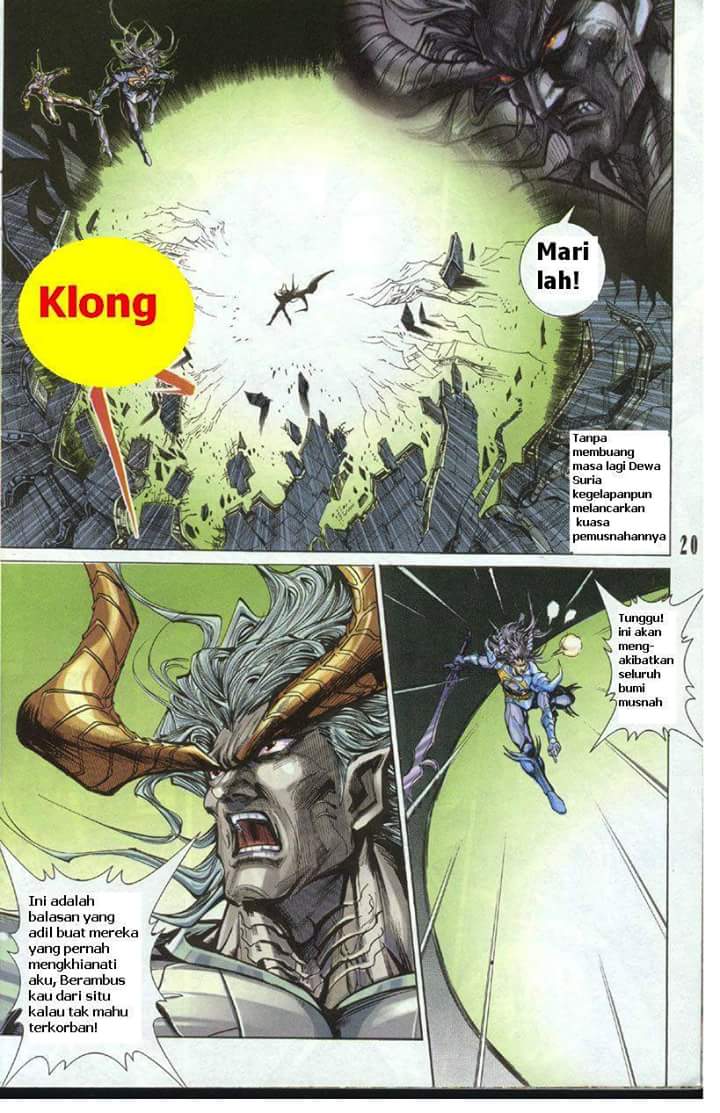 Mari
lah!
Klong
Tanpa
membuang
masa lagi Dewa
Suria
kegelapanpun
melancarkan
kuasa
pemusnahannya
20
Tunggu!
ini akan
meng-
akibatkan
seluruh
bumi
musnah
Ini adalah
balasan yang
adil buat mereka
yang pernah
mengkhianati
aku, Berambus
kau dari situ
kalau tak mahu
terkorban!